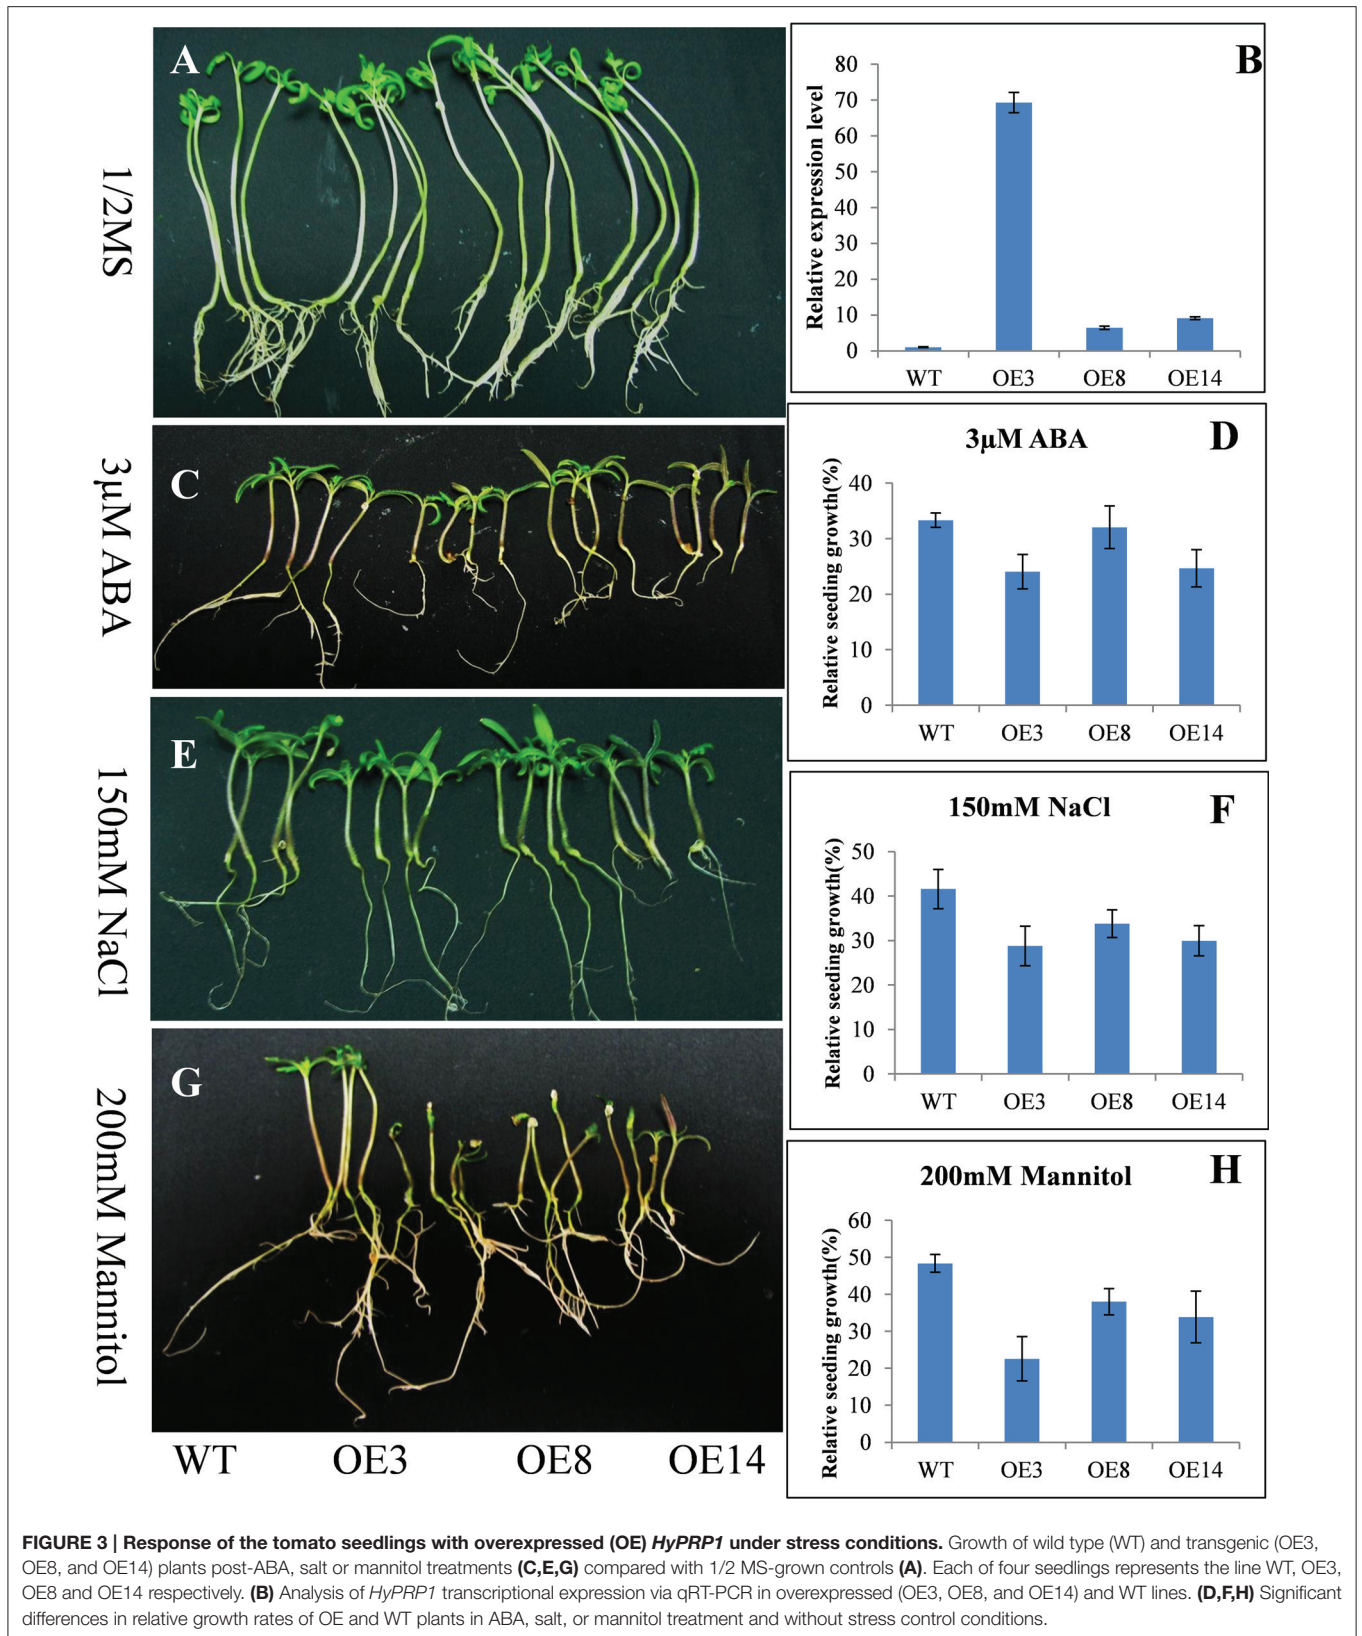 1/2MS
A
B
Relative expression level
80
70
60
50
40
30
20
10
0
WT OE3 OE8 OE14
3μM ABA
C
D
3μM ABA
Relative seeding growth(%)
40
30
20
10
0
WT OE3 OE8 OE14
150mM NaCl
E
F
150mM NaCl
Relative seeding growth(%)
50
40
30
20
10
0
WT OE3 OE8 OE14
200mM Mannitol
G
H
200mM Mannitol
Relative seeding growth(%)
60
50
40
30
20
10
0
WT OE3 OE8 OE14
WT OE3 OE8 OE14
FIGURE 3 | Response of the tomato seedlings with overexpressed (OE) HyPRP1 under stress conditions. Growth of wild type (WT) and transgenic (OE3,
OE8, and OE14) plants post-ABA, salt or mannitol treatments (C,E,G) compared with 1/2 MS-grown controls (A). Each of four seedlings represents the line WT, OE3,
OE8 and OE14 respectively. (B) Analysis of HyPRP1 transcriptional expression via qRT-PCR in overexpressed (OE3, OE8, and OE14) and WT lines. (D,F,H) Significant
differences in relative growth rates of OE and WT plants in ABA, salt, or mannitol treatment and without stress control conditions.